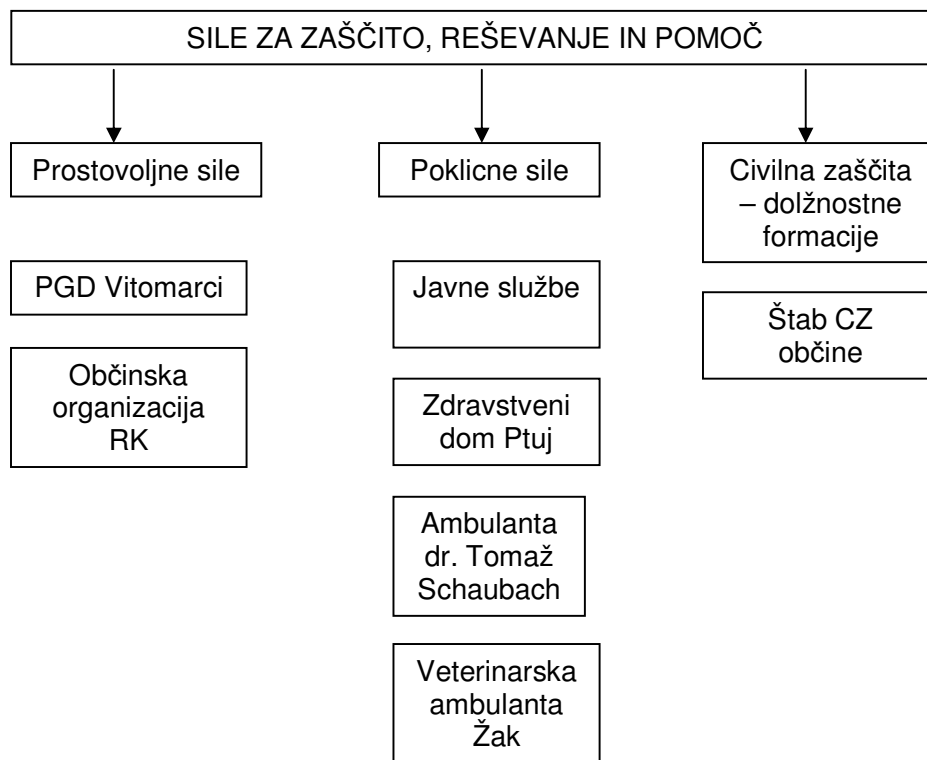 SILE ZA ZAŠČITO, REŠEVANJE IN POMOČ
Prostovoljne sile
PGD Vitomarci
Občinska
organizacija
RK
Poklicne sile
Javne službe
Zdravstveni
dom Ptuj
Ambulanta
dr. Tomaž
Schaubach
Veterinarska
ambulanta
Žak
Civilna zaščita
– dolžnostne
formacije
Štab CZ
občine